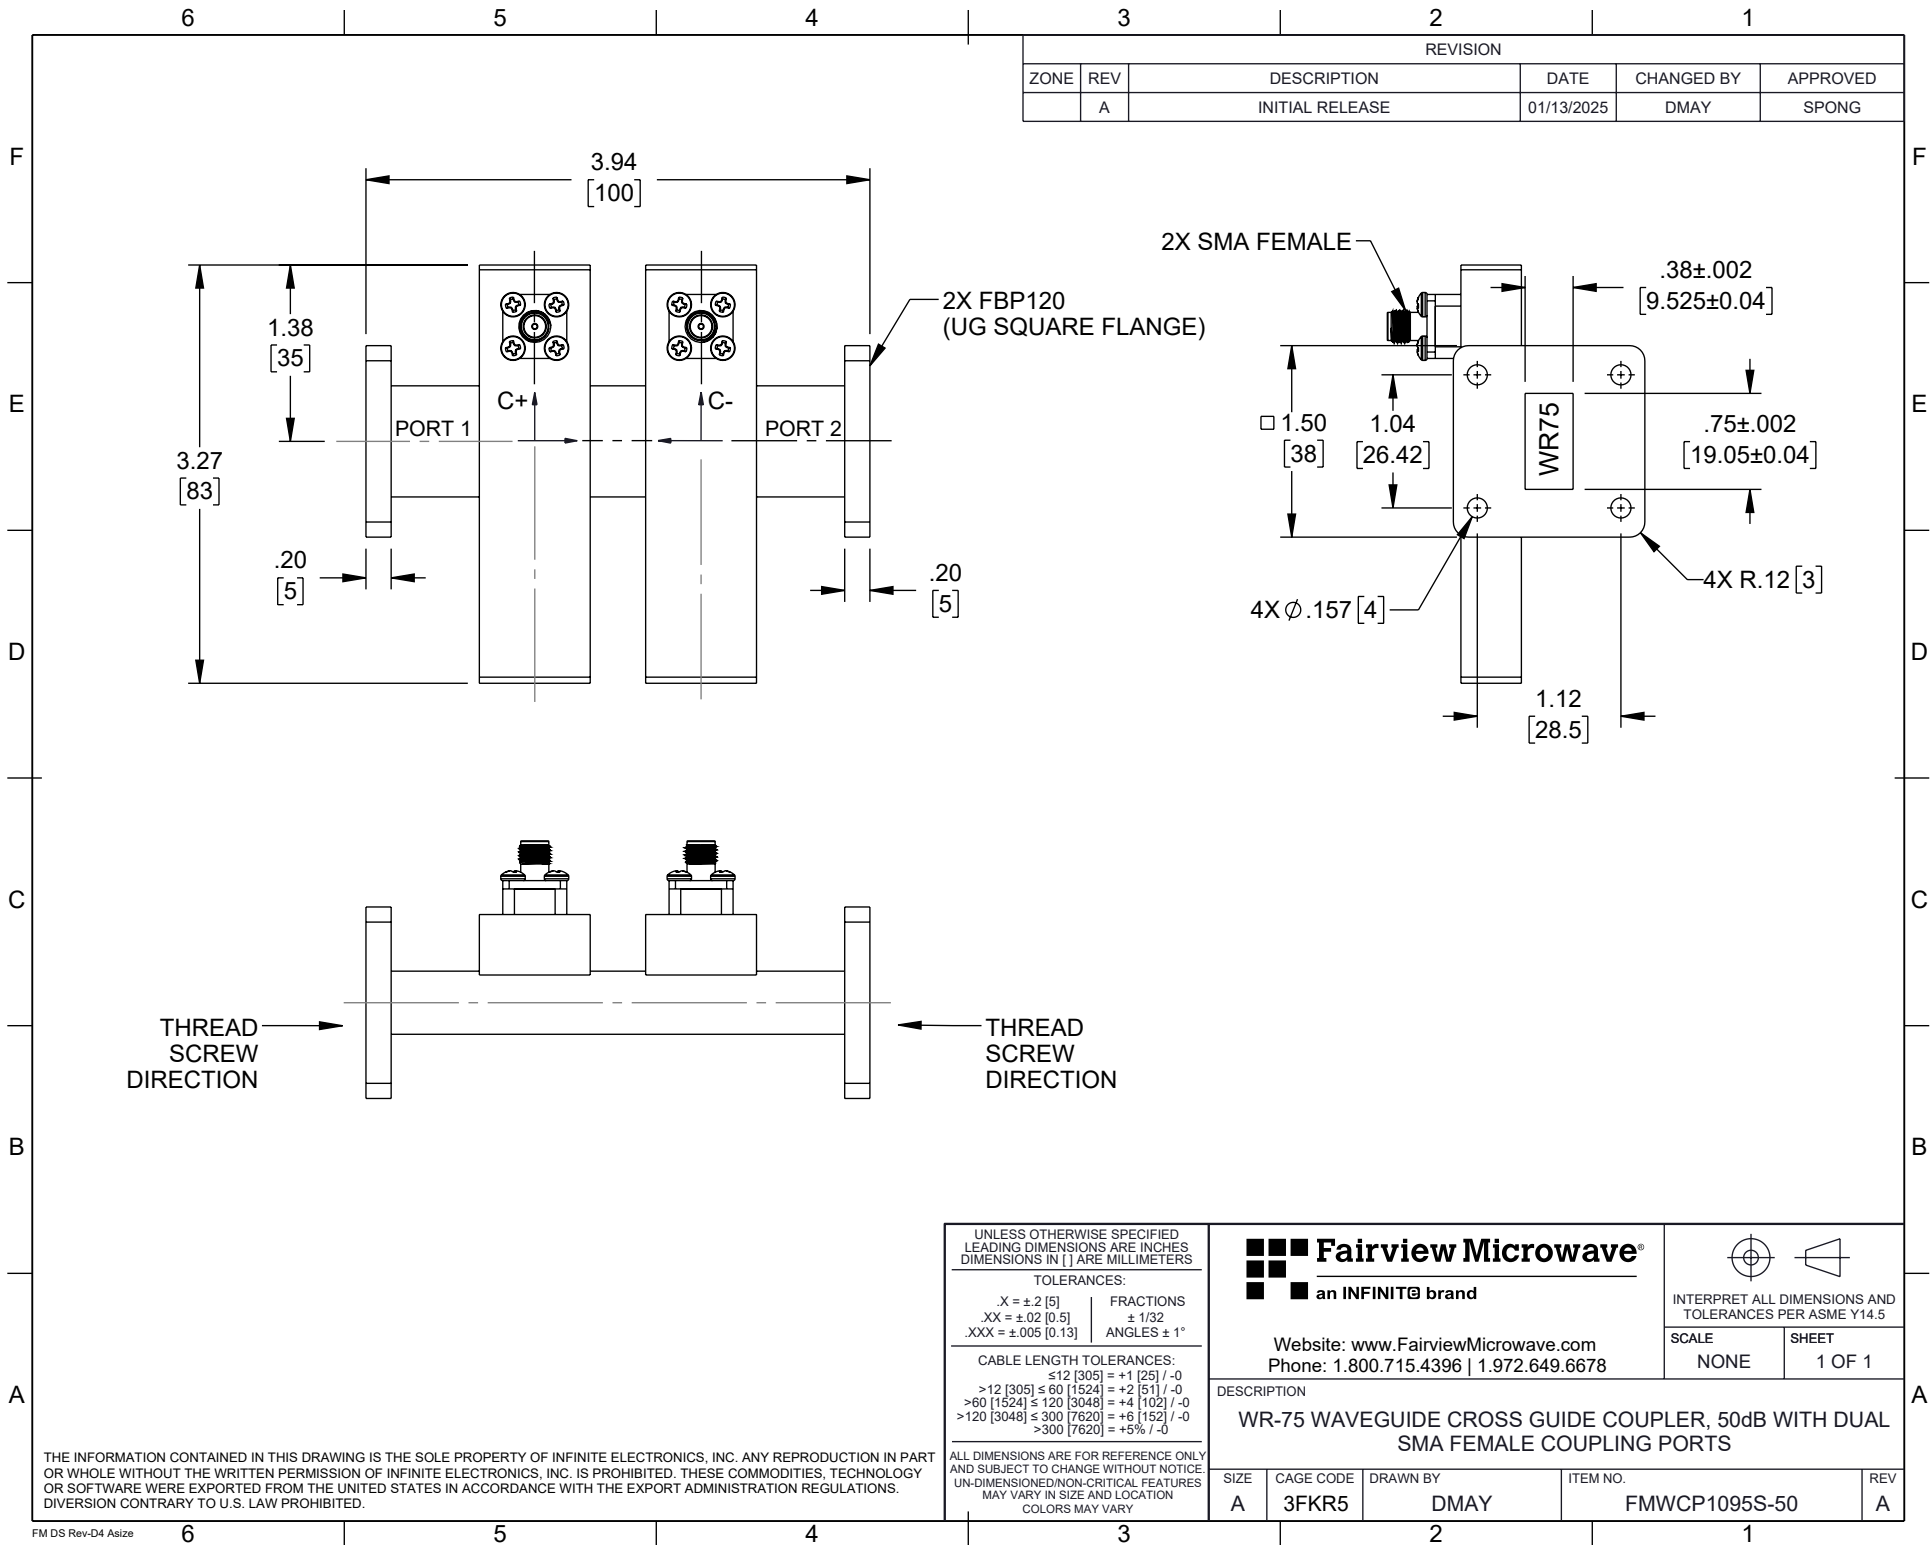 6 5 4 3 2 1
REVISION
ZONE REV DESCRIPTION DATE CHANGED BY APPROVED
A INITIAL RELEASE 01/13/2025 DMAY SPONG
F F
E E
D D
C C
B B
A A
3.94
[100]
1.38
[35]
3.27
[83]
2X FBP120
(UG SQUARE FLANGE)
C+
C-
PORT 1
PORT 2
.20
[5]
.20
[5]
2X SMA FEMALE
.38±.002
[9.525±0.04]
□ 1.50
[38]
1.04
[26.42]
WR75
.75±.002
[19.05±0.04]
4X R.12 [3]
4X ∅ .157 [4]
1.12
[28.5]
THREAD
SCREW
DIRECTION
THREAD
SCREW
DIRECTION
UNLESS OTHERWISE SPECIFIED
LEADING DIMENSIONS ARE INCHES
DIMENSIONS IN [ ] ARE MILLIMETERS
TOLERANCES:
.X = ±.2 [5]
.XX = ±.02 [0.5]
.XXX = ±.005 [0.13]
FRACTIONS
± 1/32
ANGLES ± 1°
CABLE LENGTH TOLERANCES:
≤12 [305] = +1 [25] / -0
>12 [305] ≤ 60 [1524] = +2 [51] / -0
>60 [1524] ≤ 120 [3048] = +4 [102] / -0
>120 [3048] ≤ 300 [7620] = +6 [152] / -0
>300 [7620] = +5% / -0
ALL DIMENSIONS ARE FOR REFERENCE ONLY
AND SUBJECT TO CHANGE WITHOUT NOTICE.
UN-DIMENSIONED/NON-CRITICAL FEATURES
MAY VARY IN SIZE AND LOCATION
COLORS MAY VARY
Fairview Microwave®
an INFINITe brand
Website: www.FairviewMicrowave.com
Phone: 1.800.715.4396 | 1.972.649.6678
INTERPRET ALL DIMENSIONS AND
TOLERANCES PER ASME Y14.5
SCALE
NONE
SHEET
1 OF 1
DESCRIPTION
WR-75 WAVEGUIDE CROSS GUIDE COUPLER, 50dB WITH DUAL
SMA FEMALE COUPLING PORTS
SIZE
A
CAGE CODE
3FKR5
DRAWN BY
DMAY
ITEM NO.
FMWCP1095S-50
REV
A
THE INFORMATION CONTAINED IN THIS DRAWING IS THE SOLE PROPERTY OF INFINITE ELECTRONICS, INC. ANY REPRODUCTION IN PART
OR WHOLE WITHOUT THE WRITTEN PERMISSION OF INFINITE ELECTRONICS, INC. IS PROHIBITED. THESE COMMODITIES, TECHNOLOGY
OR SOFTWARE WERE EXPORTED FROM THE UNITED STATES IN ACCORDANCE WITH THE EXPORT ADMINISTRATION REGULATIONS.
DIVERSION CONTRARY TO U.S. LAW PROHIBITED.
FM DS Rev-D4 Asize
6 5 4 3 2 1